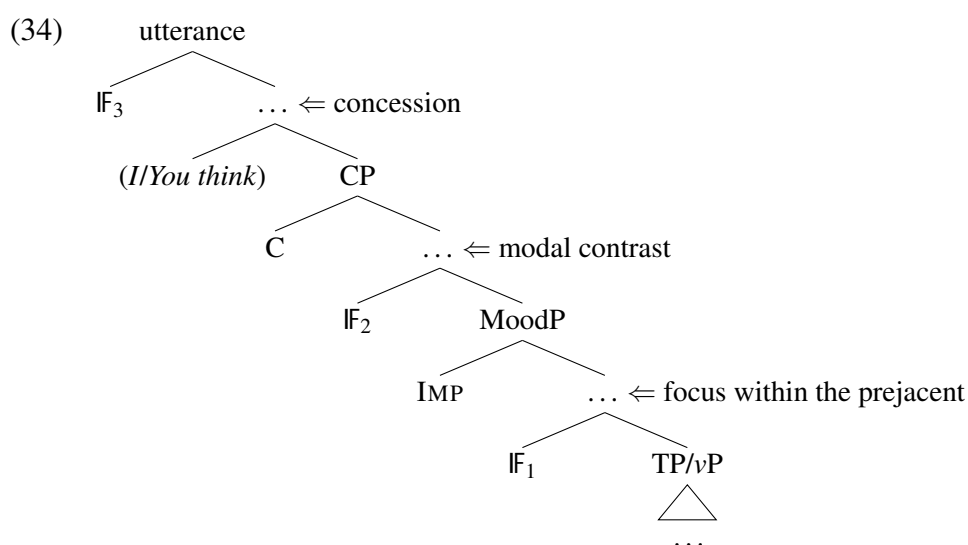 (34) utterance
𝕀F₃ … ⇐ concession
(I/You think) CP
C … ⇐ modal contrast
𝕀F₂ MoodP
IMP … ⇐ focus within the prejacent
𝕀F₁ TP/vP
…